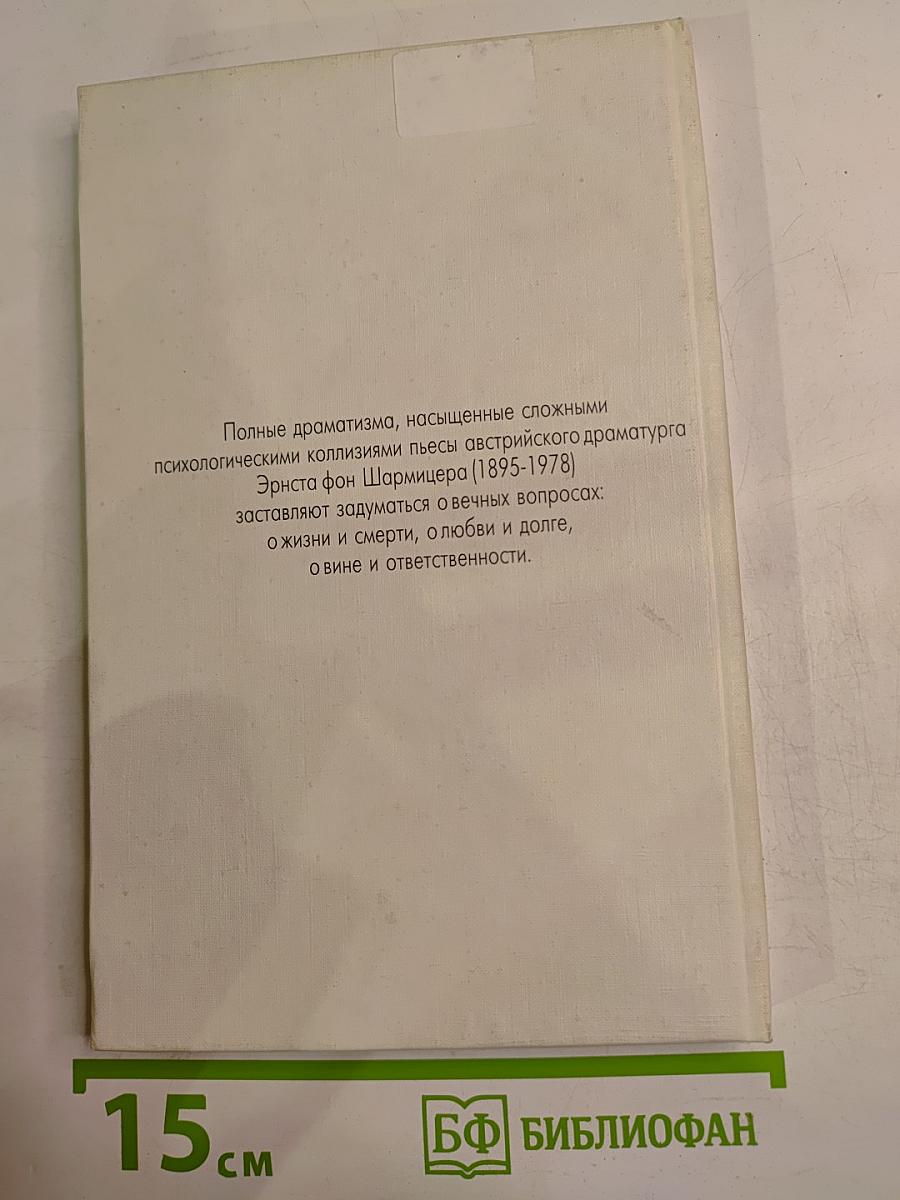 Полные драматизма, насыщенные сложными
психологическими коллизиями пьесы австрийского драматурга
Эрнста фон Шармицера (1895-1978)
заставляют задуматься о вечных вопросах:
о жизни и смерти, о любви и долге,
о вине и ответственности.
15 см
БФ БИБЛИОФАН